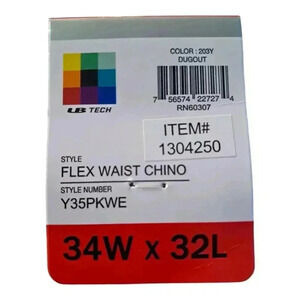 COLOR : 203Y
DUGOUT
7 56574 22727 4
RN60307
LB TECH
ITEM#
1304250
STYLE
FLEX WAIST CHINO
STYLE NUMBER
Y35PKWE
34W x 32L